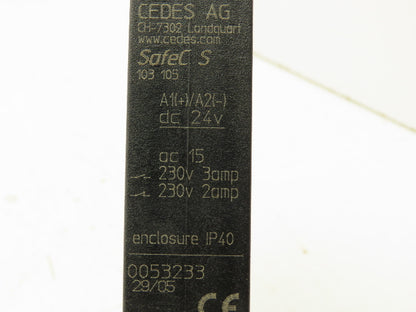 CEDES AG
CH-7302 Landquart
www.cedes.com
SafeC S
103 105
A1(+)/A2(-)
dc 24v
ac 15
230v 3amp
230v 2amp
enclosure IP40
0053233
29/05
CE